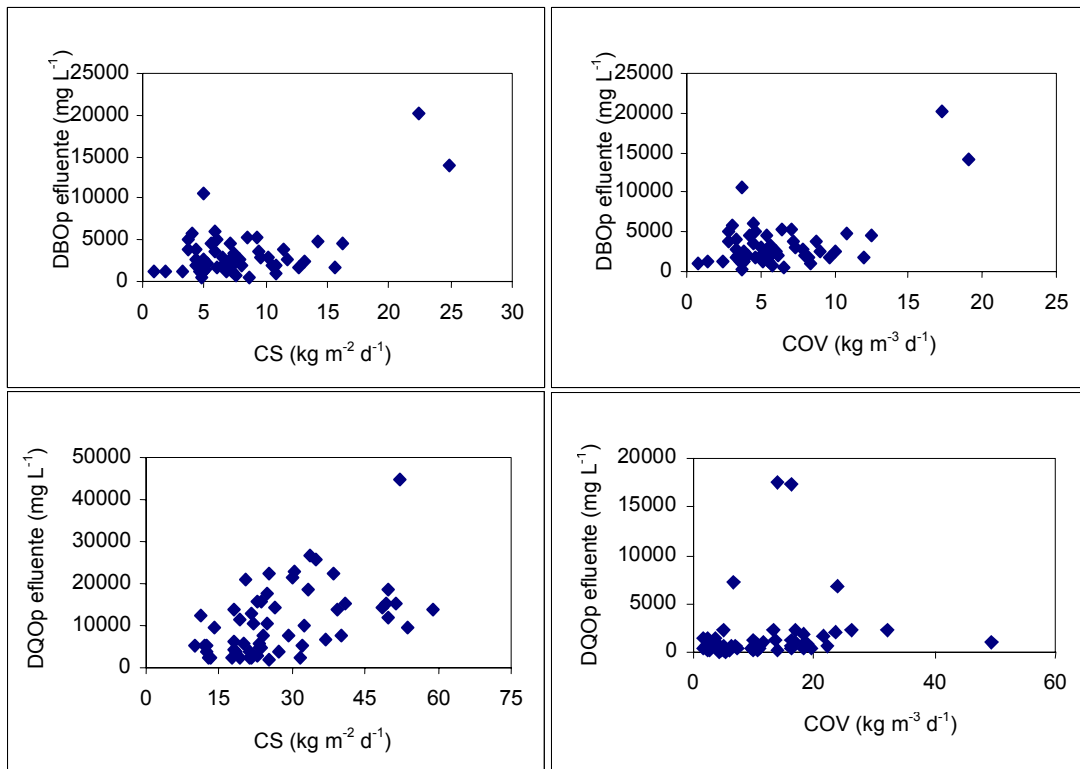 DBOp efluente (mg L-1)
25000
20000
15000
10000
5000
0
0 5 10 15 20 25 30
CS (kg m-2 d-1)
DBOp efluente (mg L-1)
25000
20000
15000
10000
5000
0
0 5 10 15 20 25
COV (kg m-3 d-1)
DQOp efluente (mg L-1)
50000
40000
30000
20000
10000
0
0 15 30 45 60 75
CS (kg m-2 d-1)
DQOp efluente (mg L-1)
20000
15000
10000
5000
0
0 20 40 60
COV (kg m-3 d-1)